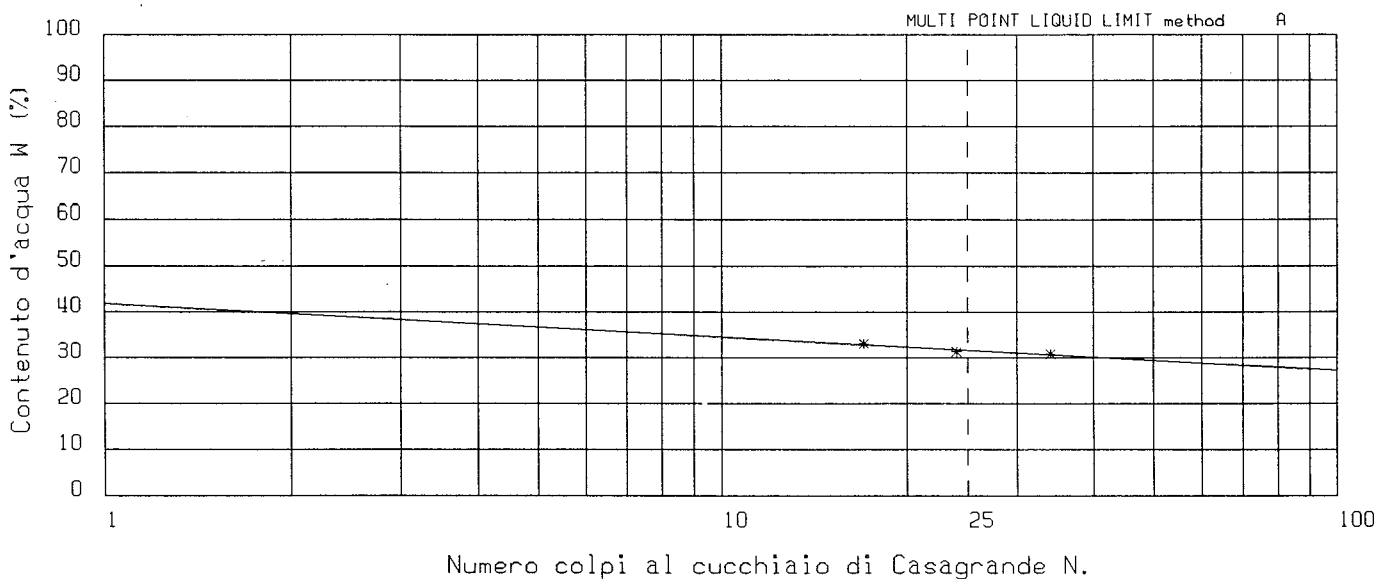 MULTI POINT LIQUID LIMIT method A
100
90
80
70
60
50
40
30
20
10
0
Contenuto d'acqua W (%)
1 10 25 100
Numero colpi al cucchiaio di Casagrande N.